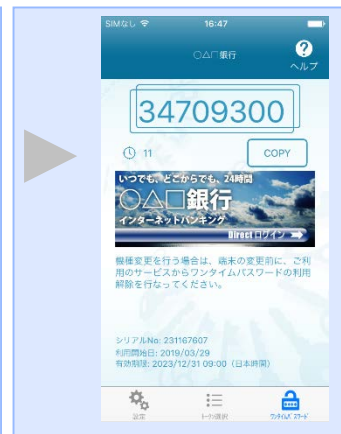 SIMなし 16:47
○△□銀行
?
ヘルプ
34709300
11
COPY
いつでも、どこからでも、24時間
○△□銀行
インターネットバンキング
Direct ログイン
機種変更を行う場合は、端末の変更前に、ご利
用のサービスからワンタイムパスワードの利用
解除を行なってください。
シリアルNo: 231167607
利用開始日: 2019/03/29
有効期限: 2023/12/31 09:00（日本時間）
設定 トークン選択 ワンタイムパスワード